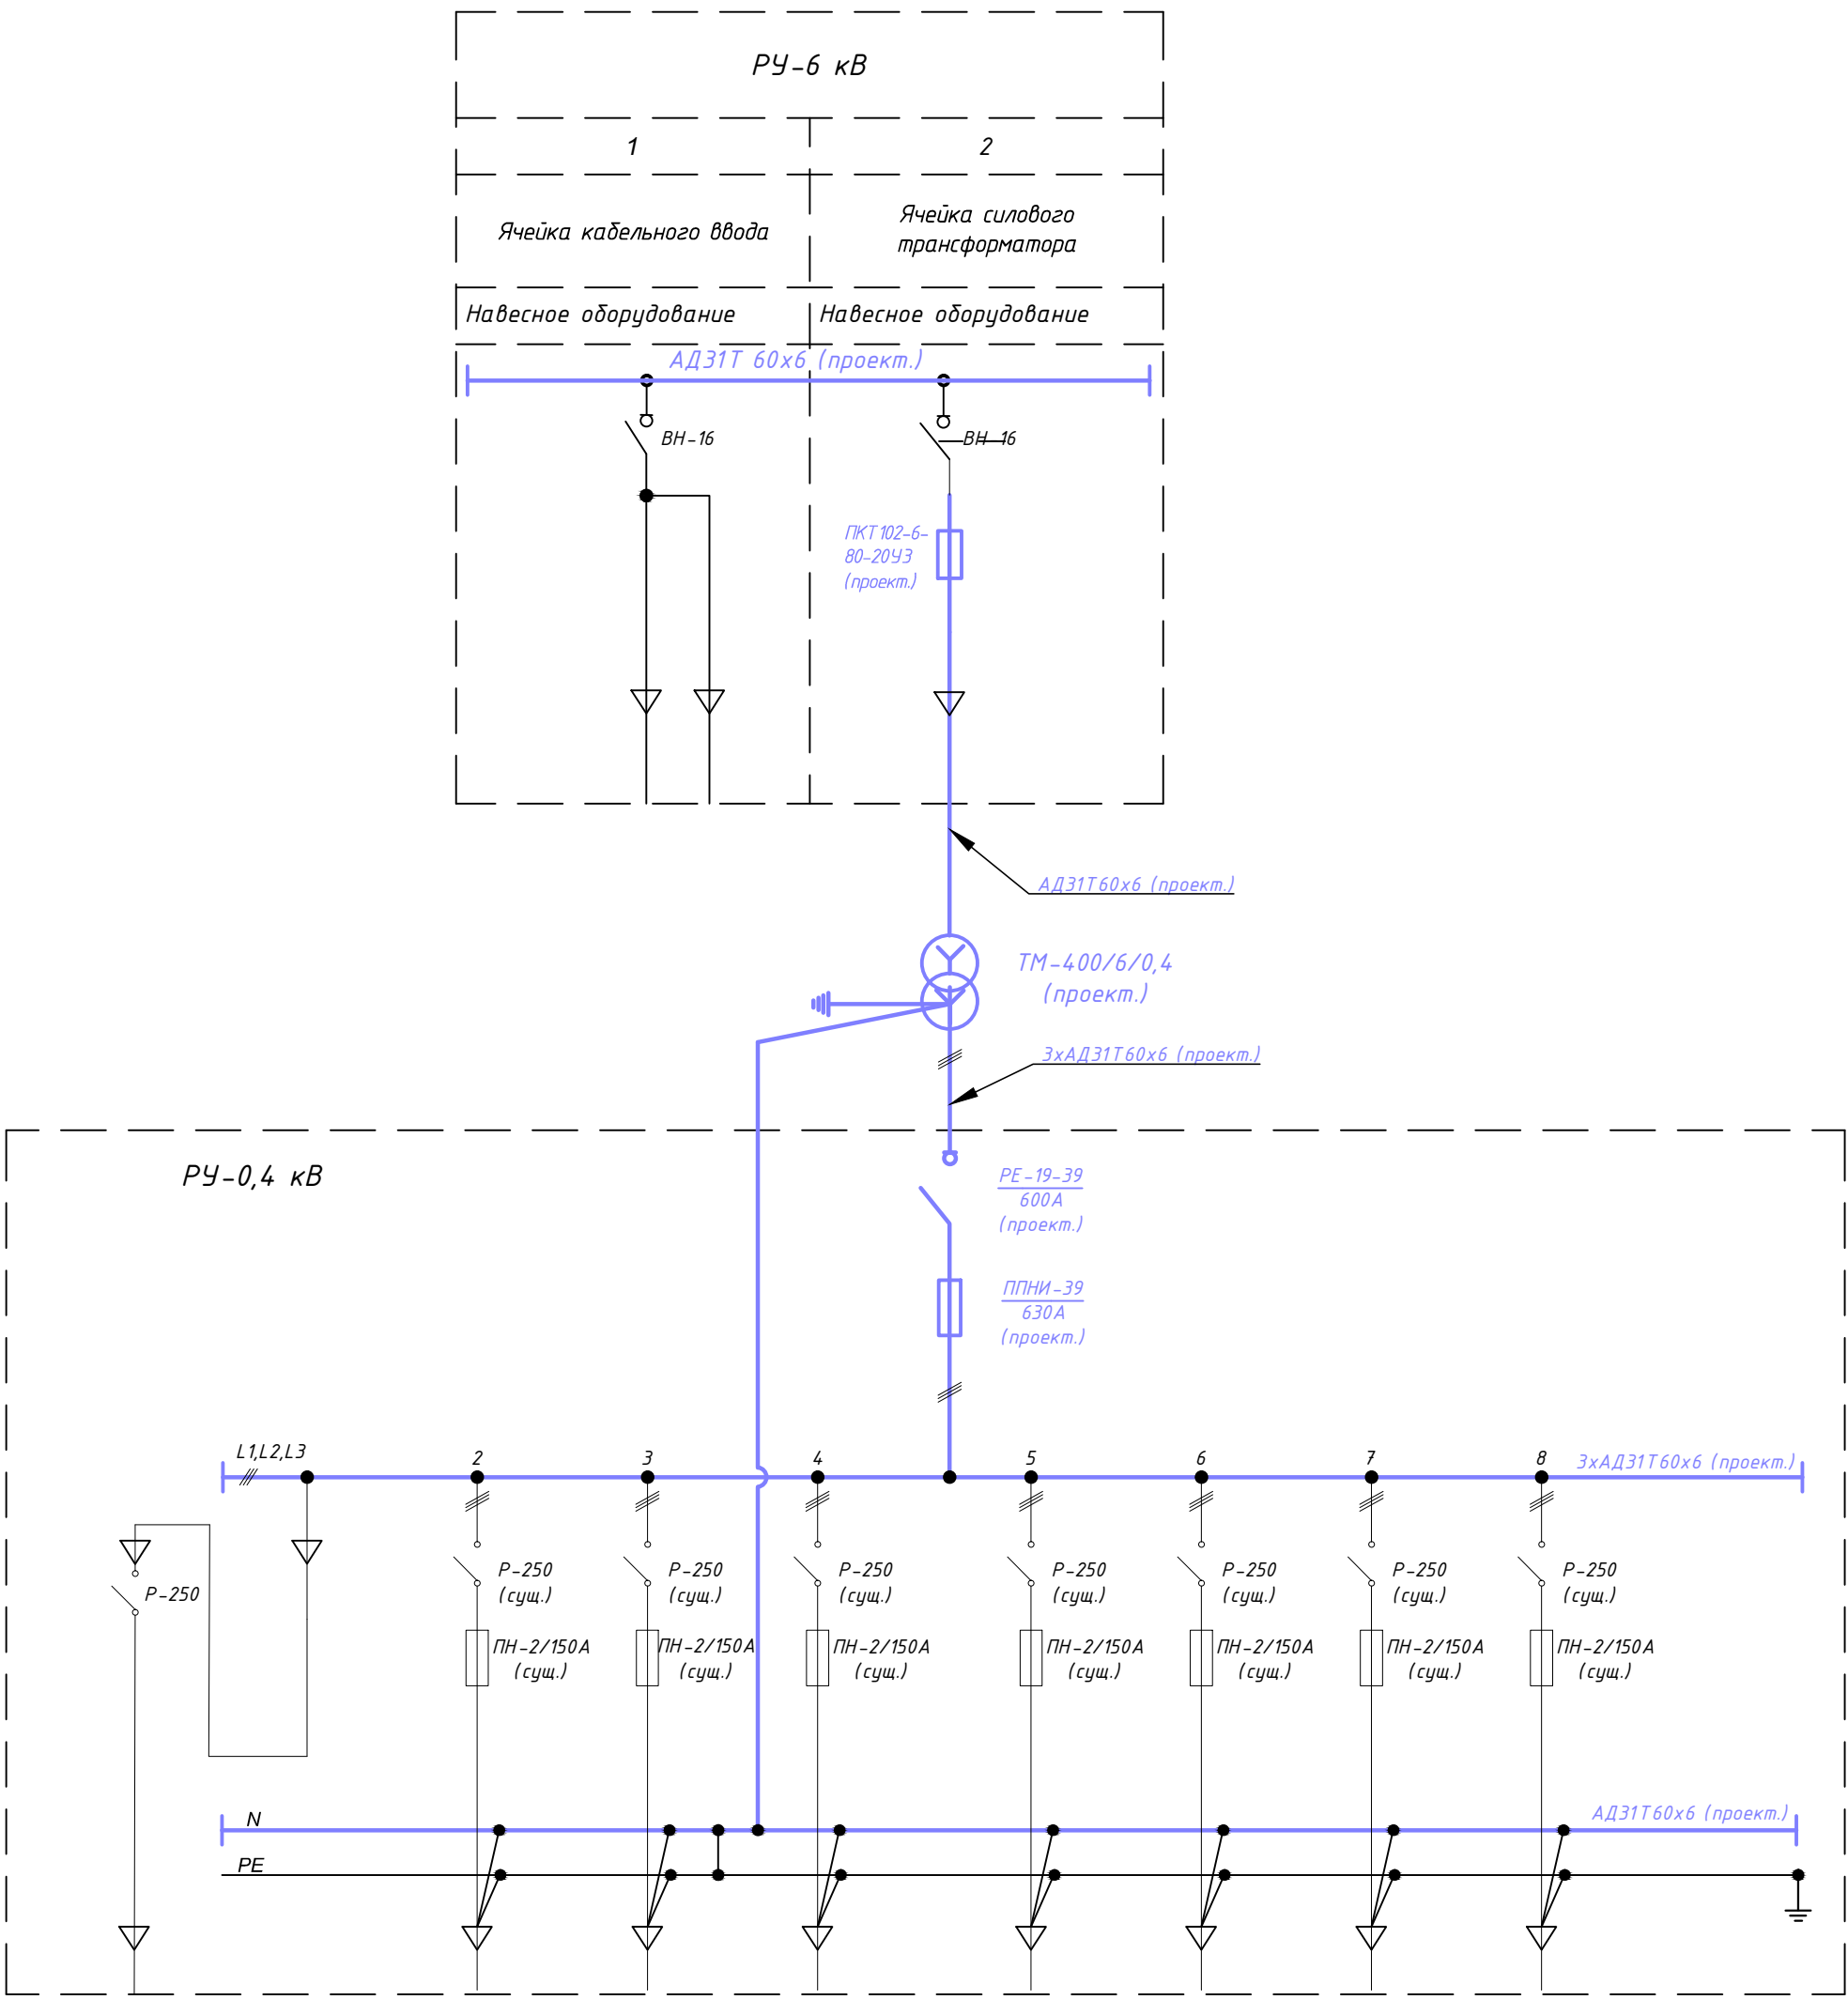 РУ-6 кВ
1
2
Ячейка кабельного ввода
Ячейка силового
трансформатора
Навесное оборудование
Навесное оборудование
АД31Т 60х6 (проект.)
ВН-16
ВН-16
ПКТ102-6-
80-20У3
(проект.)
АД31Т60х6 (проект.)
ТМ-400/6/0,4
(проект.)
3хАД31Т60х6 (проект.)
РУ-0,4 кВ
РЕ-19-39
600А
(проект.)
ППНИ-39
630А
(проект.)
L1,L2,L3
2
3
4
5
6
7
8
3хАД31Т60х6 (проект.)
Р-250
Р-250
(сущ.)
Р-250
(сущ.)
Р-250
(сущ.)
Р-250
(сущ.)
Р-250
(сущ.)
Р-250
(сущ.)
Р-250
(сущ.)
ПН-2/150А
(сущ.)
ПН-2/150А
(сущ.)
ПН-2/150А
(сущ.)
ПН-2/150А
(сущ.)
ПН-2/150А
(сущ.)
ПН-2/150А
(сущ.)
ПН-2/150А
(сущ.)
N
АД31Т60х6 (проект.)
PE